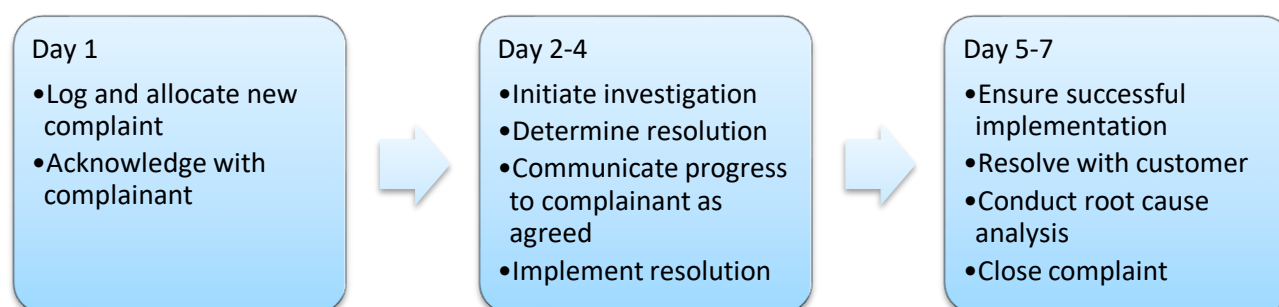 Day 1
•Log and allocate new
complaint
•Acknowledge with
complainant
Day 2-4
•Initiate investigation
•Determine resolution
•Communicate progress
to complainant as
agreed
•Implement resolution
Day 5-7
•Ensure successful
implementation
•Resolve with customer
•Conduct root cause
analysis
•Close complaint